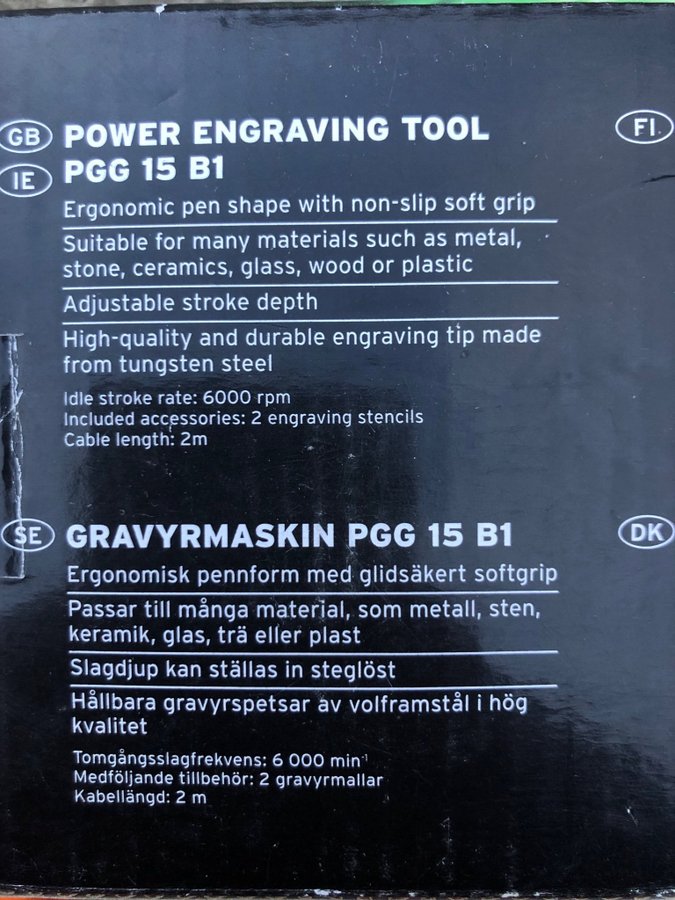 GB POWER ENGRAVING TOOL FI
IE PGG 15 B1
Ergonomic pen shape with non-slip soft grip
Suitable for many materials such as metal,
stone, ceramics, glass, wood or plastic
Adjustable stroke depth
High-quality and durable engraving tip made
from tungsten steel
Idle stroke rate: 6000 rpm
Included accessories: 2 engraving stencils
Cable length: 2m
SE GRAVYRMASKIN PGG 15 B1 DK
Ergonomisk pennform med glidsäkert softgrip
Passar till många material, som metall, sten,
keramik, glas, trä eller plast
Slagdjup kan ställas in steglöst
Hållbara gravyrspetsar av volframstål i hög
kvalitet
Tomgångsslagfrekvens: 6 000 min⁻¹
Medföljande tillbehör: 2 gravyrmallar
Kabellängd: 2 m